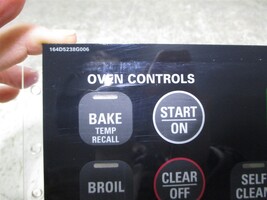 164D5238G006
OVEN CONTROLS
BAKE
TEMP
RECALL
START
ON
BROIL
CLEAR
OFF
SELF
CLEAN